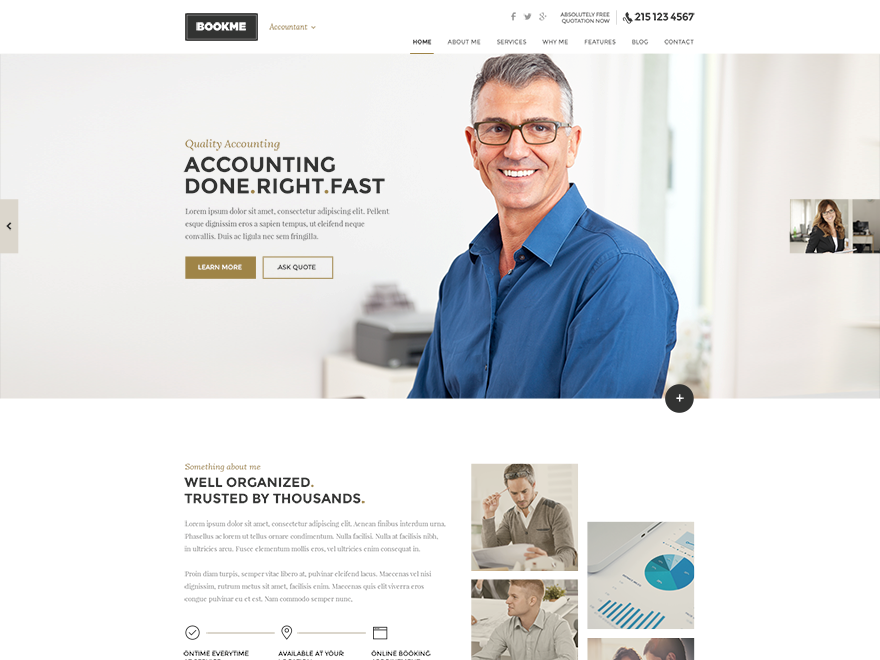 BOOKME
Accountant
ABSOLUTELY FREE
QUOTATION NOW
215 123 4567
HOME ABOUT ME SERVICES WHY ME FEATURES BLOG CONTACT
Quality Accounting
ACCOUNTING
DONE.RIGHT.FAST
Lorem ipsum dolor sit amet, consectetur adipiscing elit. Pellent
esque dignissim eros a sapien tempus, ut eleifend neque
convallis. Duis ac ligula nec sem fringilla.
LEARN MORE ASK QUOTE
Something about me
WELL ORGANIZED.
TRUSTED BY THOUSANDS.
Lorem ipsum dolor sit amet, consectetur adipiscing elit. Aenean finibus interdum urna.
Phasellus ac lorem ut tellus ornare condimentum. Nulla facilisi. Nulla at facilisis nibh,
in ultricies arcu. Fusce elementum mollis eros, vel ultricies enim consequat in.
Proin diam turpis, semper vitae libero at, pulvinar eleifend lacus. Maecenas vel nisi
dignissim, rutrum metus sit amet, facilisis enim. Maecenas quis elit viverra eros
congue pulvinar cu et est. Nam commodo semper nunc,
ONTIME EVERYTIME
AVAILABLE AT YOUR
ONLINE BOOKING